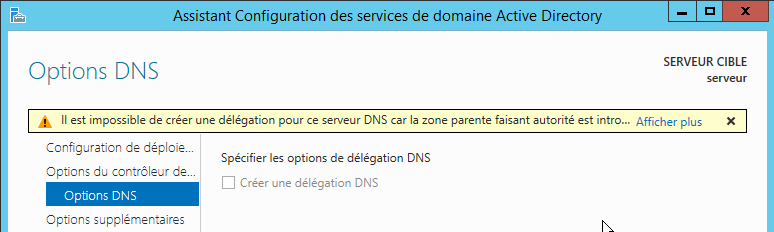 Assistant Configuration des services de domaine Active Directory
Options DNS
SERVEUR CIBLE
serveur
Il est impossible de créer une délégation pour ce serveur DNS car la zone parente faisant autorité est intro... Afficher plus
Configuration de déploie...
Options du contrôleur de...
Options DNS
Options supplémentaires
Spécifier les options de délégation DNS
Créer une délégation DNS